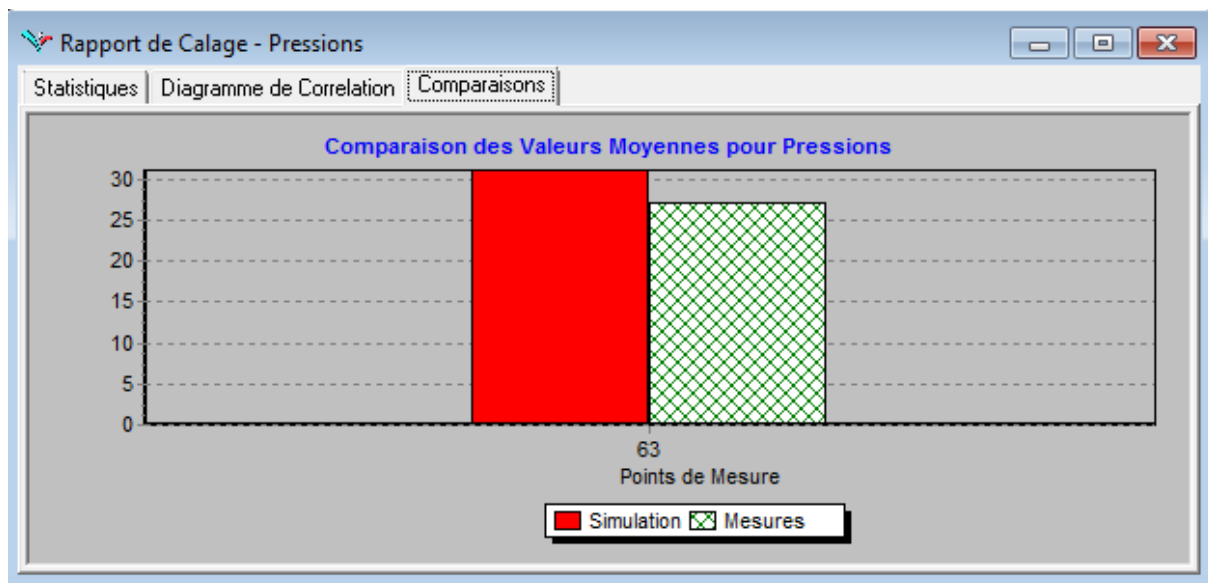 Rapport de Calage - Pressions
Statistiques Diagramme de Correlation Comparaisons
Comparaison des Valeurs Moyennes pour Pressions
30
25
20
15
10
5
0
63
Points de Mesure
Simulation Mesures